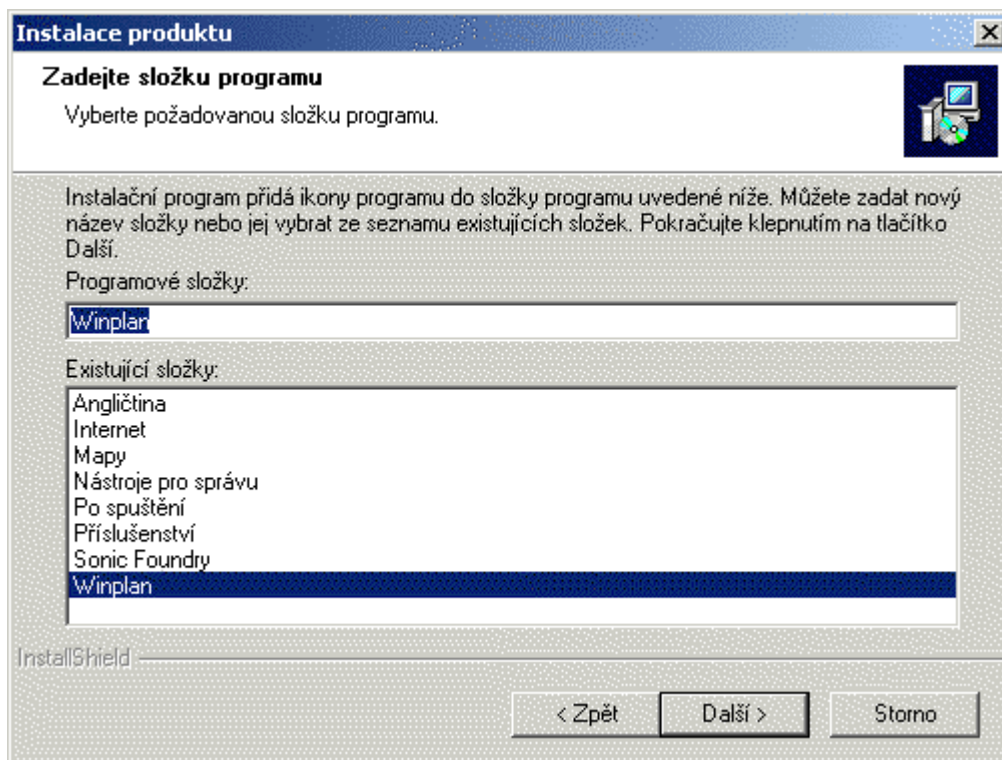 Instalace produktu
Zadejte složku programu
Vyberte požadovanou složku programu.
Instalační program přidá ikony programu do složky programu uvedené níže. Můžete zadat nový
název složky nebo jej vybrat ze seznamu existujících složek. Pokračujte klepnutím na tlačítko
Další.
Programové složky:
Winplan
Existující složky:
Angličtina
Internet
Mapy
Nástroje pro správu
Po spuštění
Příslušenství
Sonic Foundry
Winplan
InstallShield
< Zpět
Další >
Storno